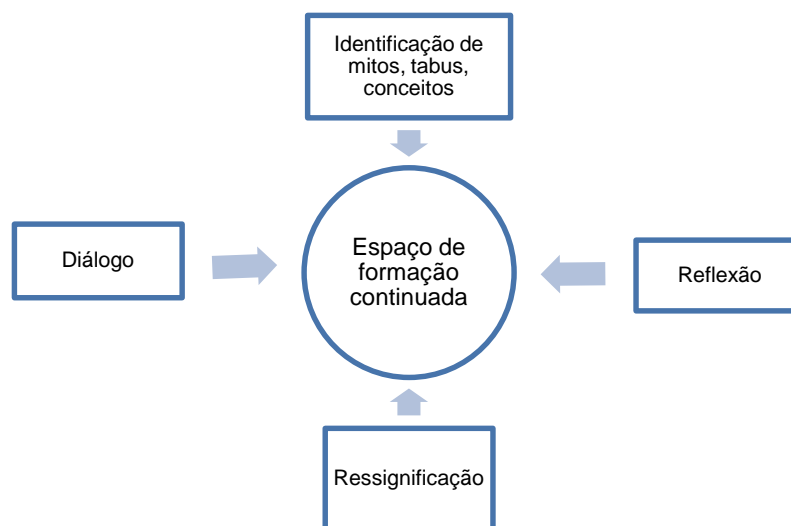 Identificação de
mitos, tabus,
conceitos
Diálogo
Espaço de
formação
continuada
Reflexão
Ressignificação